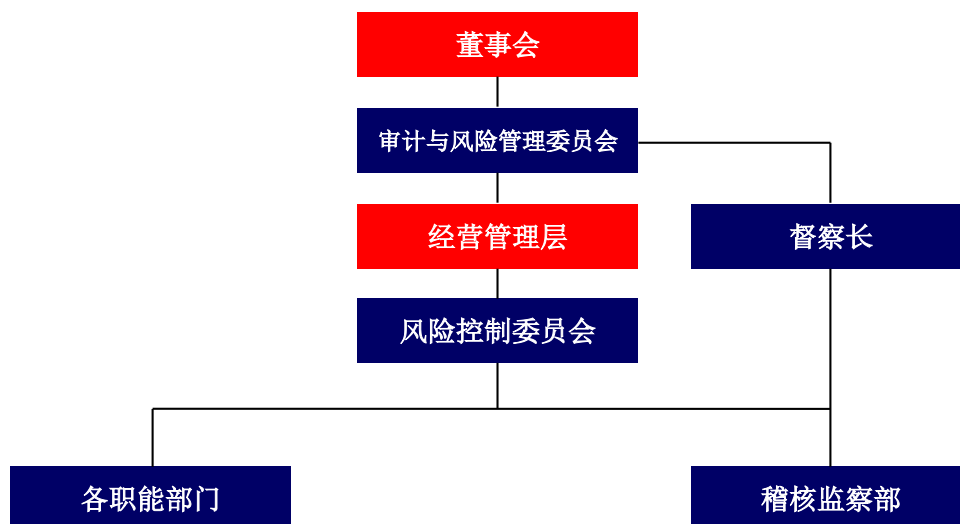 董事会
审计与风险管理委员会
经营管理层
督察长
风险控制委员会
各职能部门
稽核监察部